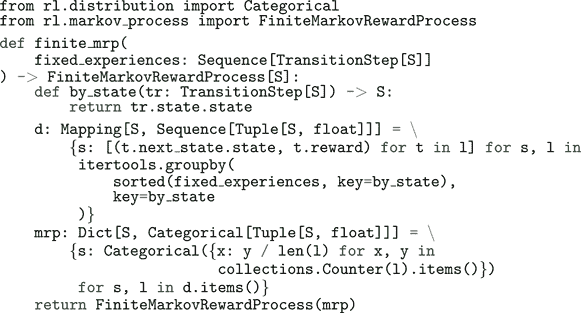 from rl.distribution import Categorical
from rl.markov_process import FiniteMarkovRewardProcess
def finite_mrp(
    fixed_experiences: Sequence[TransitionStep[S]]
) -> FiniteMarkovRewardProcess[S]:
    def by_state(tr: TransitionStep[S]) -> S:
        return tr.state.state
    d: Mapping[S, Sequence[Tuple[S, float]]] = \
        {s: [(t.next_state.state, t.reward) for t in l] for s, l in
         itertools.groupby(
             sorted(fixed_experiences, key=by_state),
             key=by_state
         )}
    mrp: Dict[S, Categorical[Tuple[S, float]]] = \
        {s: Categorical({x: y / len(l) for x, y in
                         collections.Counter(l).items()})
         for s, l in d.items()}
    return FiniteMarkovRewardProcess(mrp)